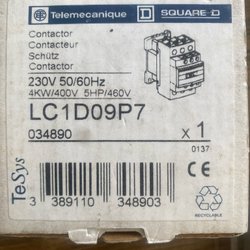 Telemecanique D SQUARE D
Contactor
Contacteur
Schütz
Contactor
230V 50/60Hz
4KW/400V 5HP/460V
LC1D09P7
034890 x 1
0137
TeSys
3 389110 348903
RECYCLABLE